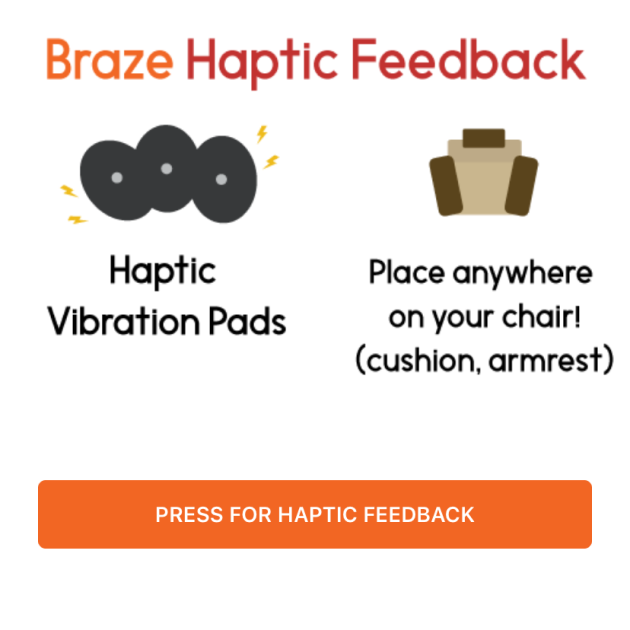 Braze Haptic Feedback
Haptic
Vibration Pads
Place anywhere
on your chair!
(cushion, armrest)
PRESS FOR HAPTIC FEEDBACK